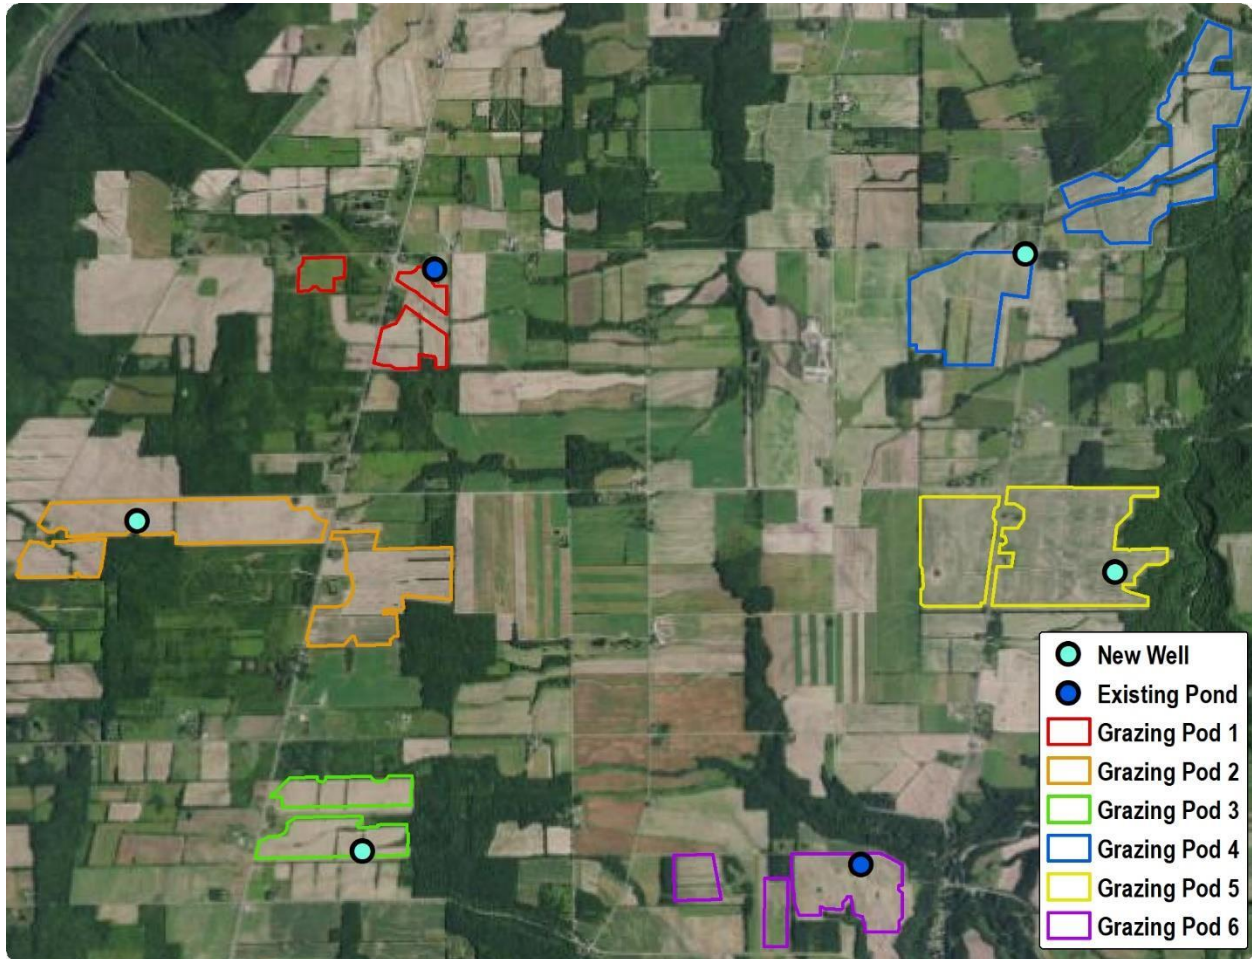 New Well
Existing Pond
Grazing Pod 1
Grazing Pod 2
Grazing Pod 3
Grazing Pod 4
Grazing Pod 5
Grazing Pod 6